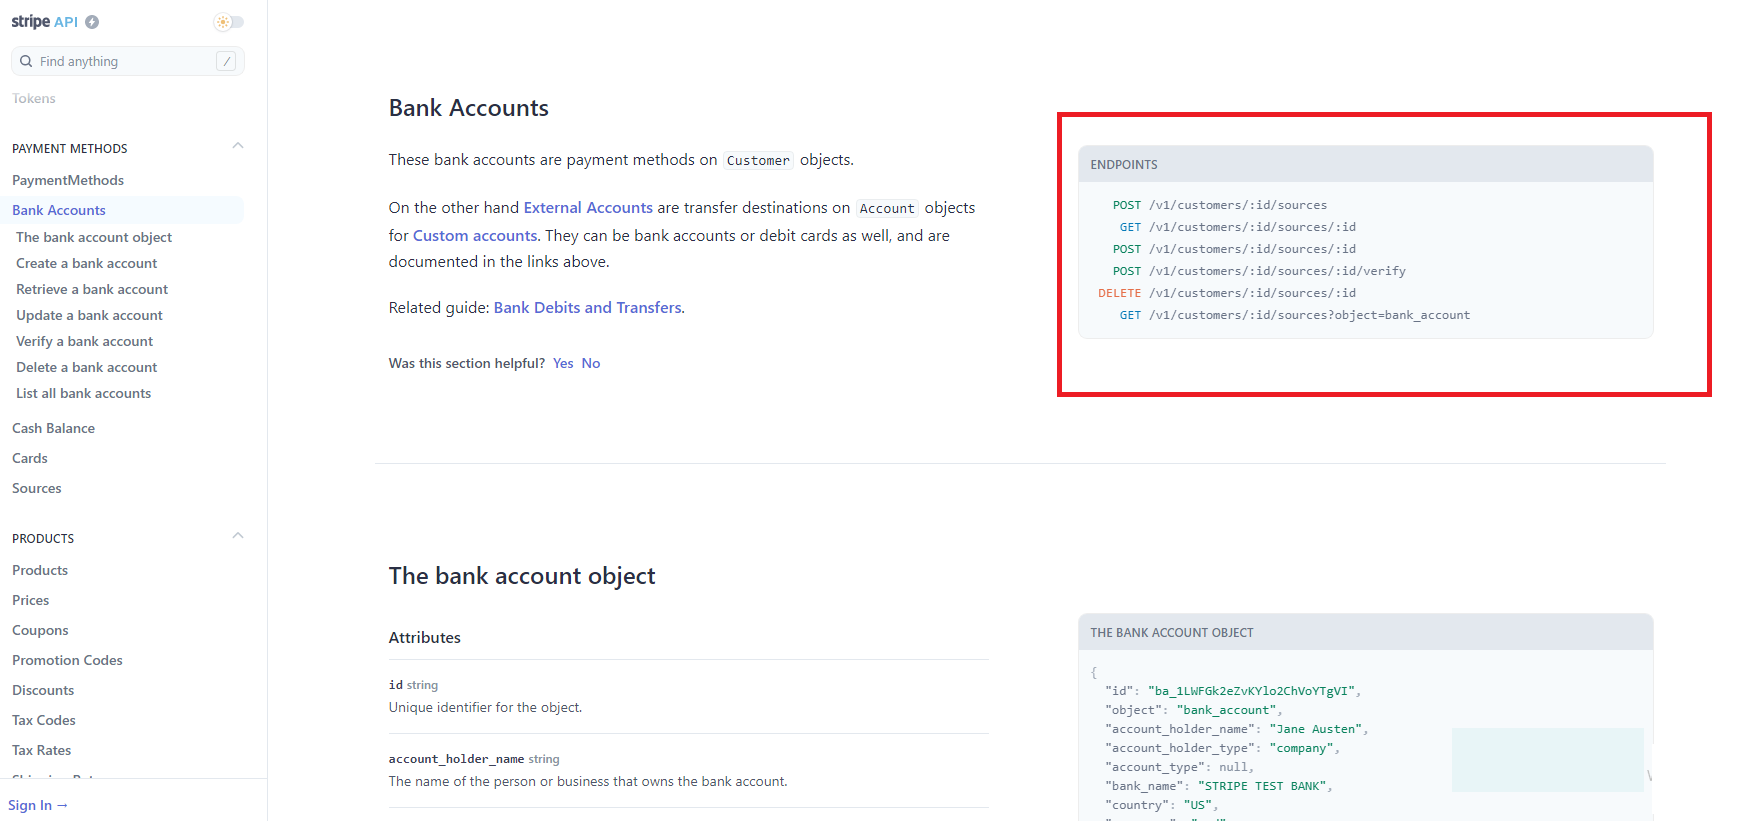 stripe API
Find anything /
Tokens
PAYMENT METHODS
PaymentMethods
Bank Accounts
The bank account object
Create a bank account
Retrieve a bank account
Update a bank account
Verify a bank account
Delete a bank account
List all bank accounts
Cash Balance
Cards
Sources
PRODUCTS
Products
Prices
Coupons
Promotion Codes
Discounts
Tax Codes
Tax Rates
Sign In →
Bank Accounts
These bank accounts are payment methods on Customer objects.
On the other hand External Accounts are transfer destinations on Account objects
for Custom accounts. They can be bank accounts or debit cards as well, and are
documented in the links above.
Related guide: Bank Debits and Transfers.
Was this section helpful? Yes No
ENDPOINTS
POST /v1/customers/:id/sources
GET /v1/customers/:id/sources/:id
POST /v1/customers/:id/sources/:id
POST /v1/customers/:id/sources/:id/verify
DELETE /v1/customers/:id/sources/:id
GET /v1/customers/:id/sources?object=bank_account
The bank account object
Attributes
id string
Unique identifier for the object.
account_holder_name string
The name of the person or business that owns the bank account.
THE BANK ACCOUNT OBJECT
{
"id": "ba_1LWFGk2eZvKYlo2ChVoYTgVI",
"object": "bank_account",
"account_holder_name": "Jane Austen",
"account_holder_type": "company",
"account_type": null,
"bank_name": "STRIPE TEST BANK",
"country": "US",